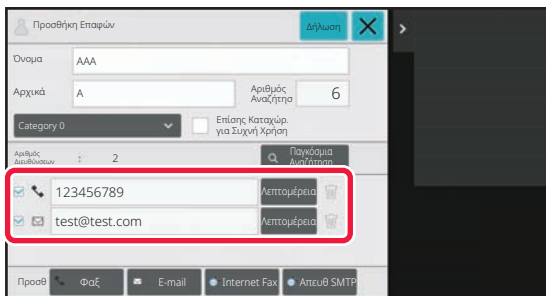 Προσθήκη Επαφών
Δήλωση
Όνομα
AAA
Αρχικά
A
Αριθμός
Αναζήτησ
6
Category 0
Επίσης Καταχώρ.
για Συχνή Χρήση
Αριθμός
Διευθύνσεων
:
2
Παγκόσμια
Αναζήτηση
123456789
Λεπτομέρεια
test@test.com
Λεπτομέρεια
Προσθ
Φαξ
E-mail
Internet Fax
Απευθ SMTP